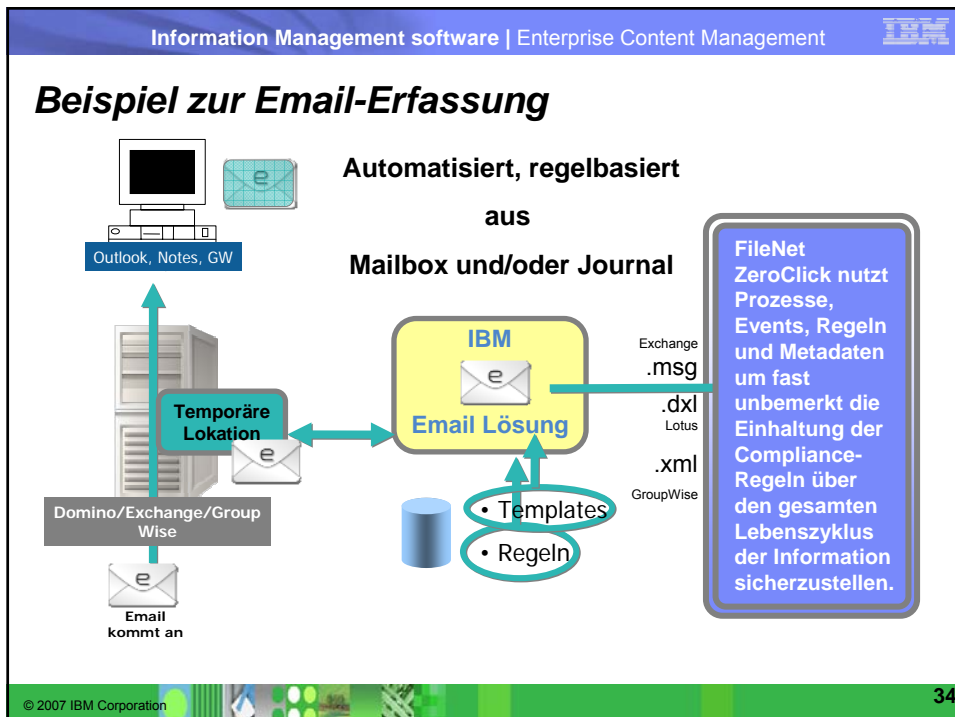 Information Management software | Enterprise Content Management
IBM
Beispiel zur Email-Erfassung
Automatisiert, regelbasiert
aus
Mailbox und/oder Journal
e
Outlook, Notes, GW
Temporäre
Lokation
e
Domino/Exchange/Group
Wise
e
Email
kommt an
IBM
e
Email Lösung
• Templates
• Regeln
Exchange
.msg
.dxl
Lotus
.xml
GroupWise
FileNet
ZeroClick nutzt
Prozesse,
Events, Regeln
und Metadaten
um fast
unbemerkt die
Einhaltung der
Compliance-
Regeln über
den gesamten
Lebenszyklus
der Information
sicherzustellen.
© 2007 IBM Corporation
34